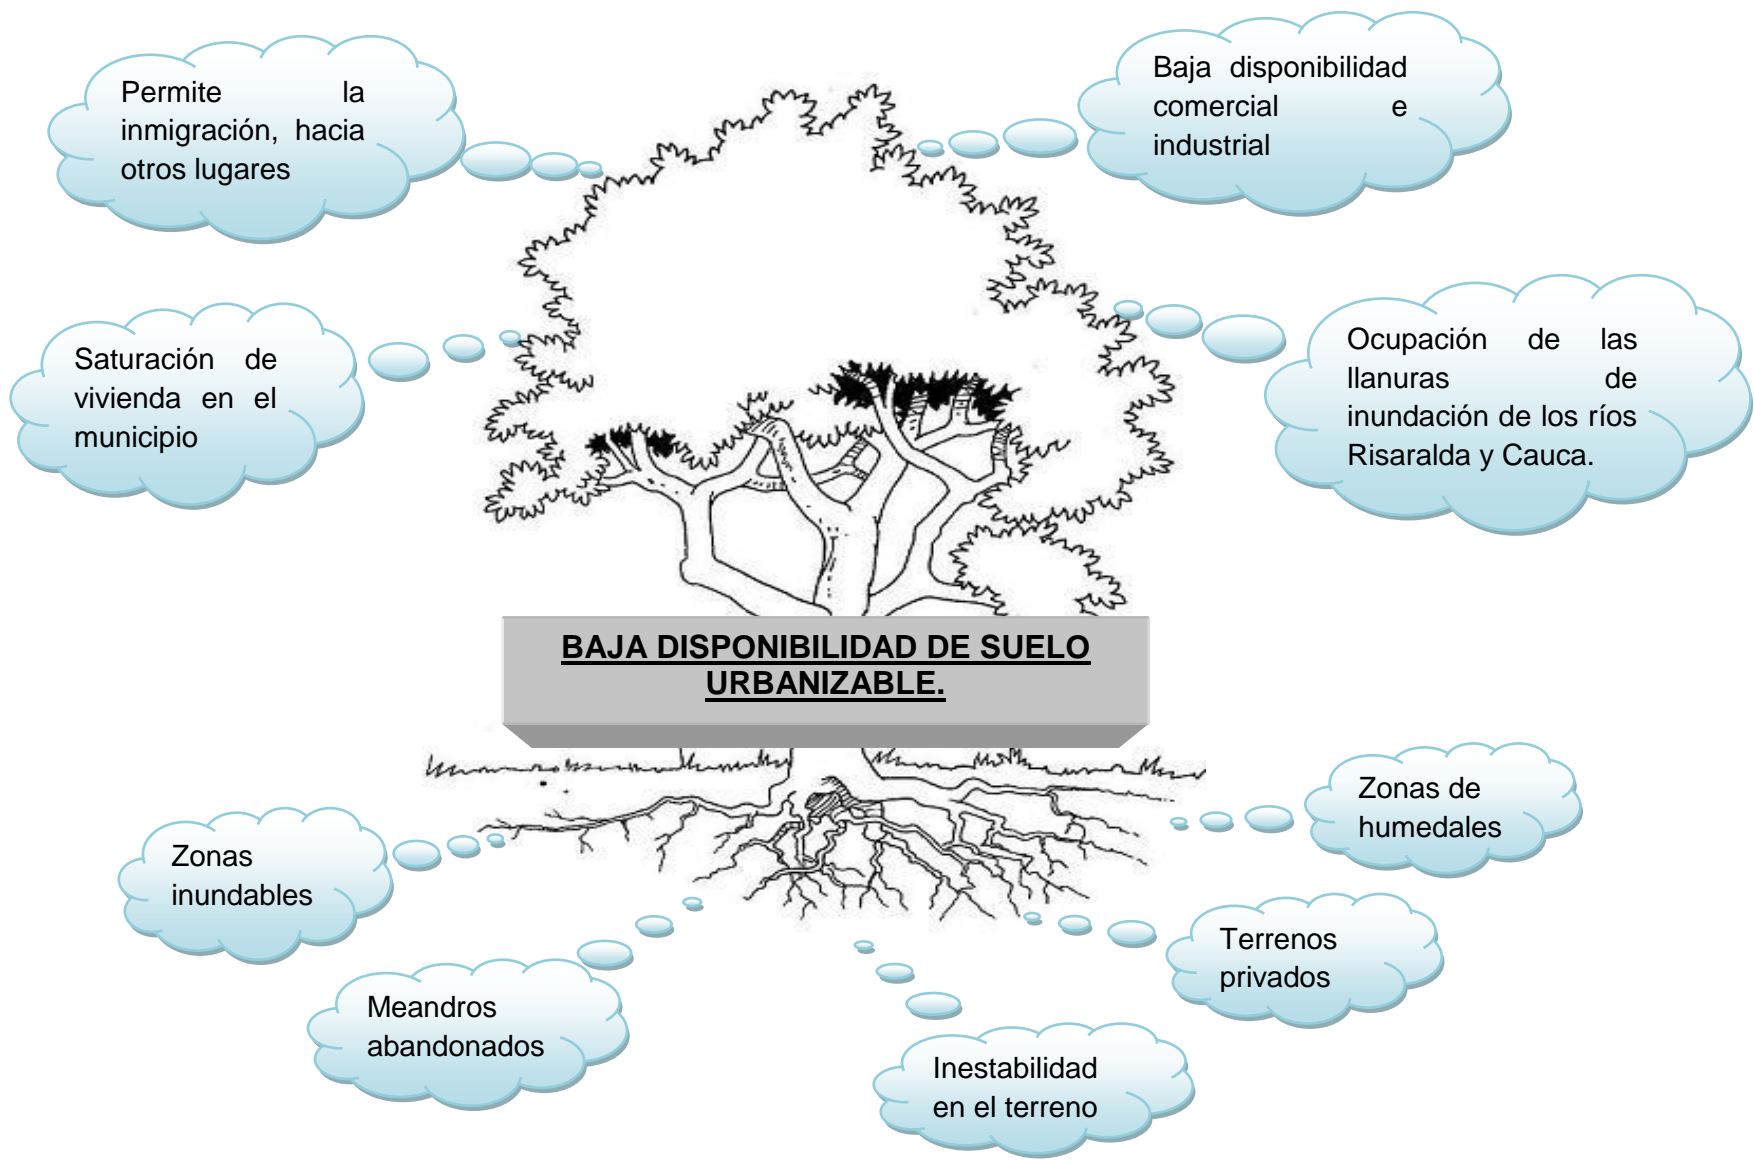 Permite la
inmigración, hacia
otros lugares
Baja disponibilidad
comercial e
industrial
Saturación de
vivienda en el
municipio
Ocupación de las
llanuras de
inundación de los ríos
Risaralda y Cauca.
BAJA DISPONIBILIDAD DE SUELO
URBANIZABLE.
Zonas de
humedales
Zonas
inundables
Terrenos
privados
Meandros
abandonados
Inestabilidad
en el terreno